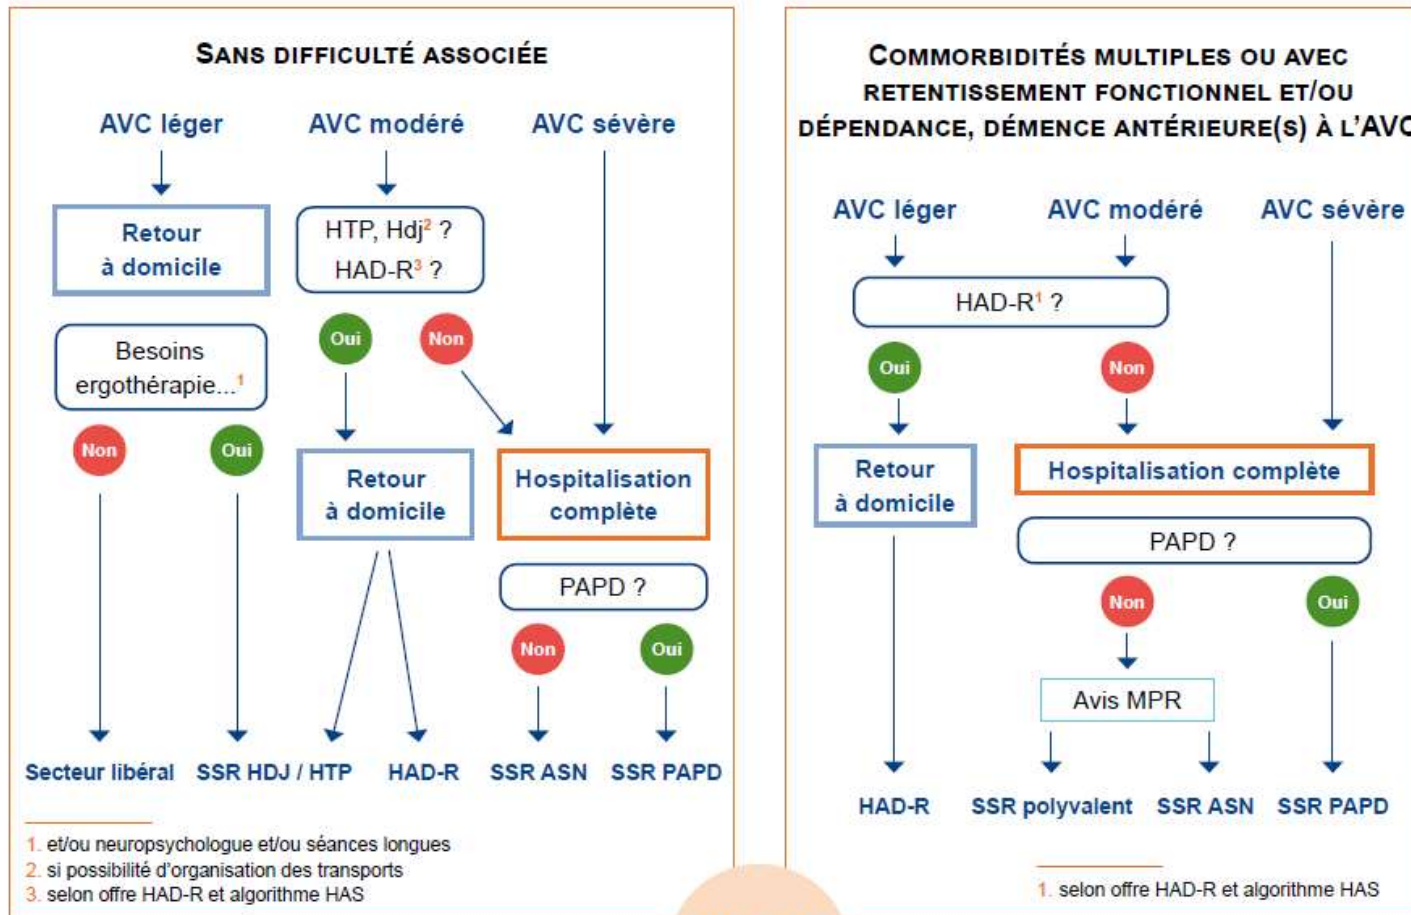 SANS DIFFICULTÉ ASSOCIÉE
AVC léger
AVC modéré
AVC sévère
Retour
à domicile
HTP, Hdj² ?
HAD-R³ ?
Besoins
ergothérapie...¹
Oui
Non
Non
Oui
Retour
à domicile
Hospitalisation
complète
PAPD ?
Non
Oui
Secteur libéral
SSR HDJ / HTP
HAD-R
SSR ASN
SSR PAPD
1. et/ou neuropsychologue et/ou séances longues
2. si possibilité d'organisation des transports
3. selon offre HAD-R et algorithme HAS
COMMORBIDITÉS MULTIPLES OU AVEC
RETENTISSEMENT FONCTIONNEL ET/OU
DÉPENDANCE, DÉMENCE ANTÉRIEURE(S) À L'AVC
AVC léger
AVC modéré
AVC sévère
HAD-R¹ ?
Oui
Non
Retour
à domicile
Hospitalisation complète
PAPD ?
Non
Oui
Avis MPR
HAD-R
SSR polyvalent
SSR ASN
SSR PAPD
1. selon offre HAD-R et algorithme HAS